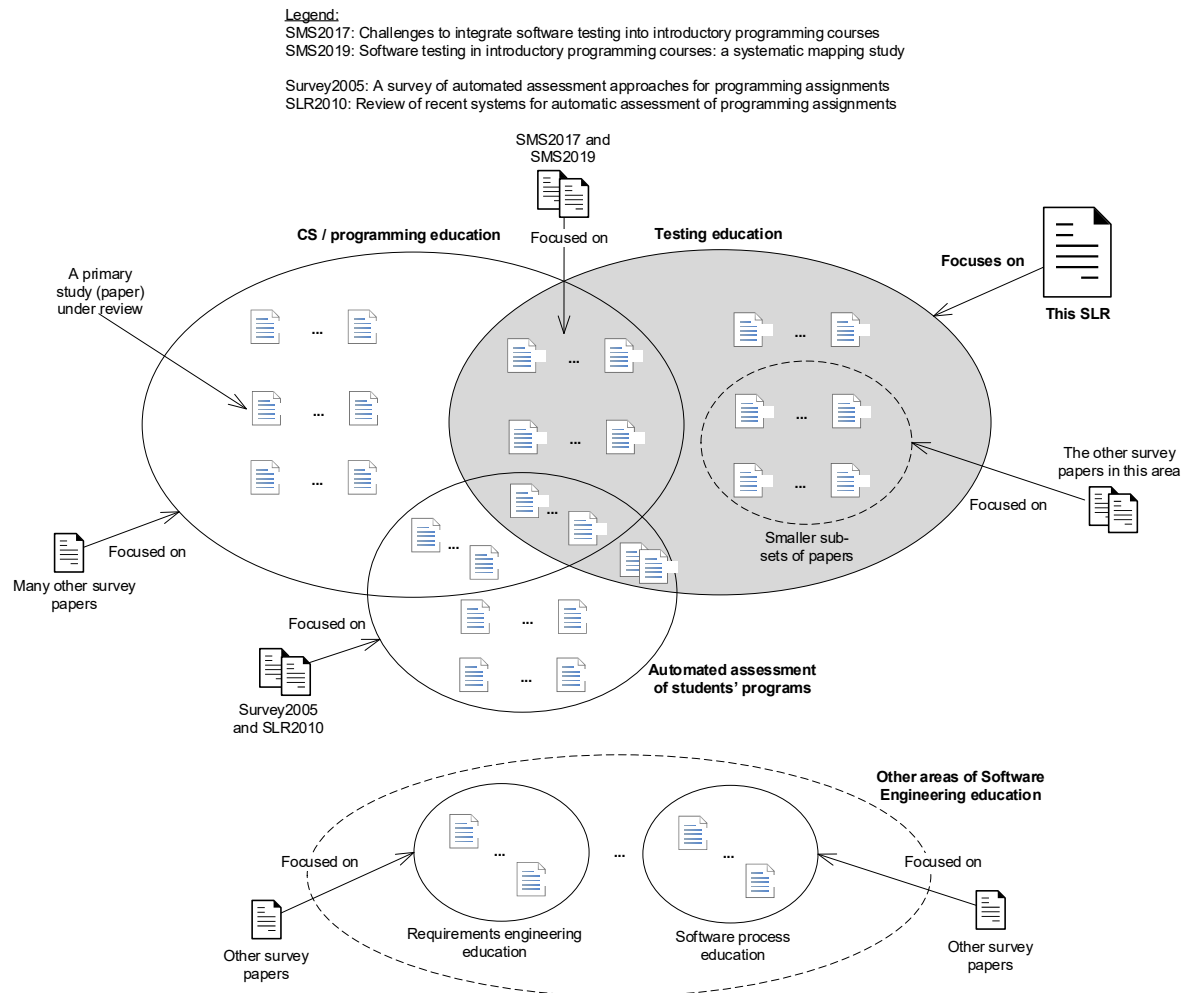 Legend:
SMS2017: Challenges to integrate software testing into introductory programming courses
SMS2019: Software testing in introductory programming courses: a systematic mapping study
Survey2005: A survey of automated assessment approaches for programming assignments
SLR2010: Review of recent systems for automatic assessment of programming assignments
SMS2017 and
SMS2019
CS / programming education
Focused on
Testing education
A primary
study (paper)
under review
Focuses on
This SLR
...
...
...
...
...
...
...
...
...
The other survey
papers in this area
Focused on
...
...
Smaller sub-
sets of papers
Focused on
Many other survey
papers
Focused on
...
...
Automated assessment
of students' programs
Survey2005
and SLR2010
Other areas of Software
Engineering education
...
...
...
Focused on
Focused on
Requirements engineering
education
Software process
education
Other survey
papers
Other survey
papers